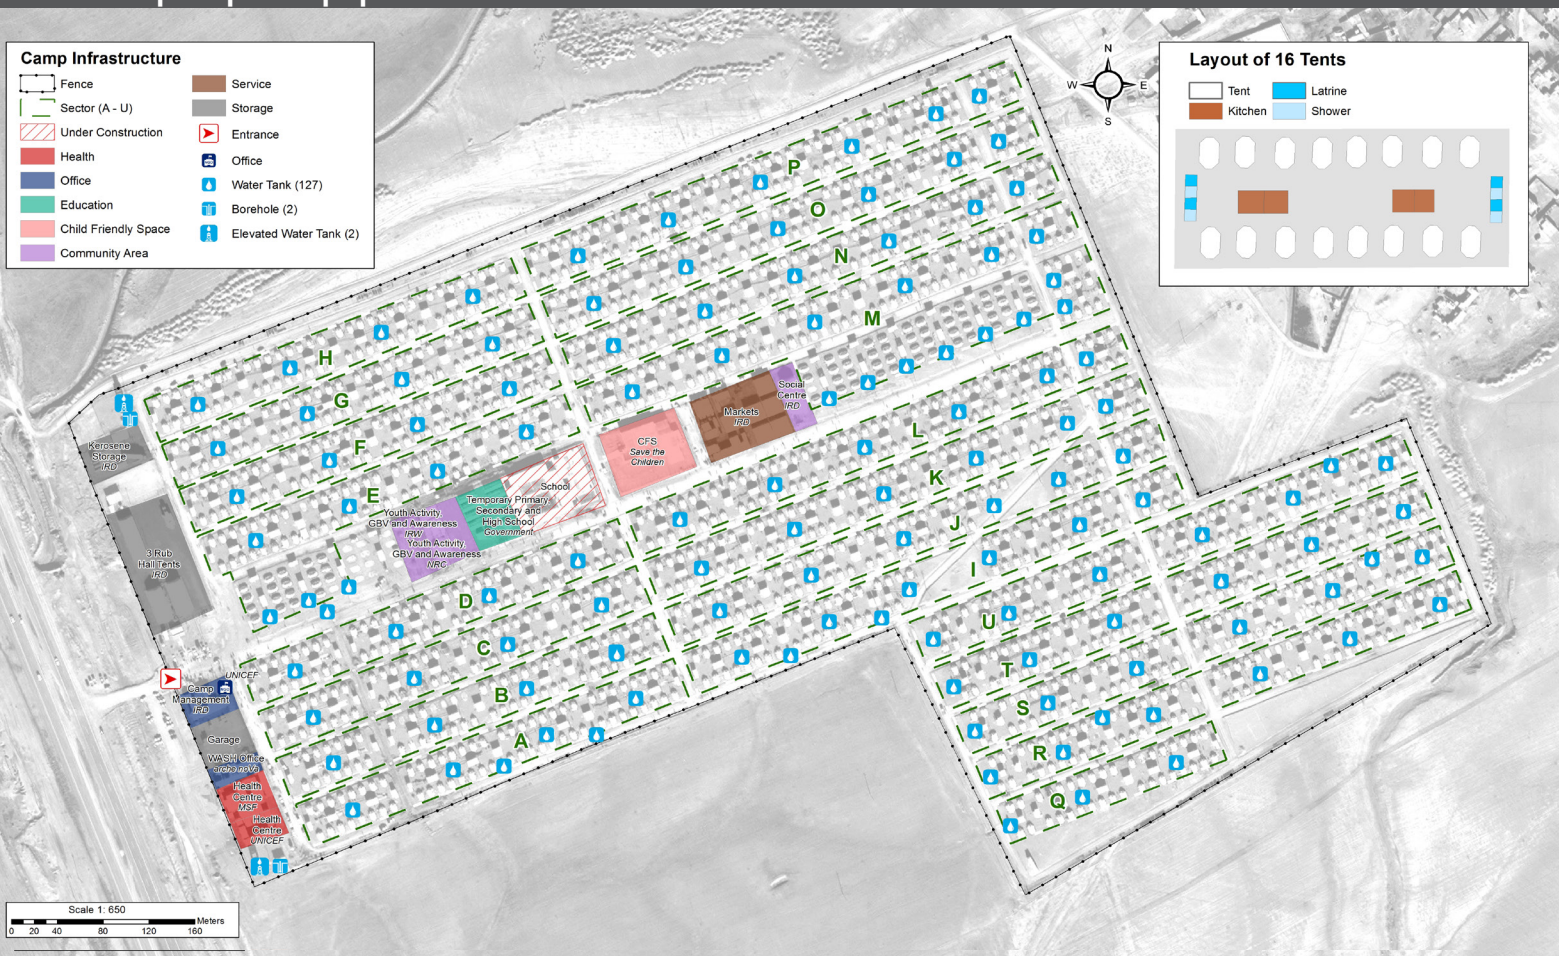 Camp Infrastructure
Fence
Sector (A - U)
Under Construction
Health
Office
Education
Child Friendly Space
Community Area
Service
Storage
Entrance
Office
Water Tank (127)
Borehole (2)
Elevated Water Tank (2)
N
W
E
S
Layout of 16 Tents
Tent
Latrine
Kitchen
Shower
P
O
N
M
H
G
F
E
L
K
J
I
D
C
B
A
U
T
S
R
Q
Social
Centre
IRD
Markets
IRD
CFS
Save the
Children
School
Temporary Primary
Secondary and
High School
Government
Youth Activity,
GBV and Awareness
IRW
Youth Activity,
GBV and Awareness
NRC
Kerosene
Storage
IRD
3 Rub
Hall Tents
IRD
UNICEF
Camp
Management
IRD
Garage
WASH Office
arche noVa
Health
Centre
MSF
Health
Centre
UNICEF
Scale 1: 650
Meters
0 20 40 80 120 160